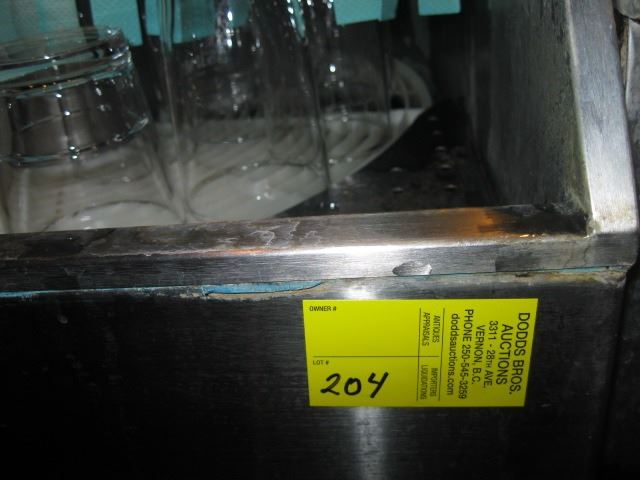 OWNER #
LOT #
204
ANTIQUES
APPRAISALS
IMPORTERS
LIQUIDATIONS
DODDS BROS.
AUCTIONS
3311 - 28TH AVE.
VERNON, B.C.
PHONE 250-545-3259
doddsauctions.com